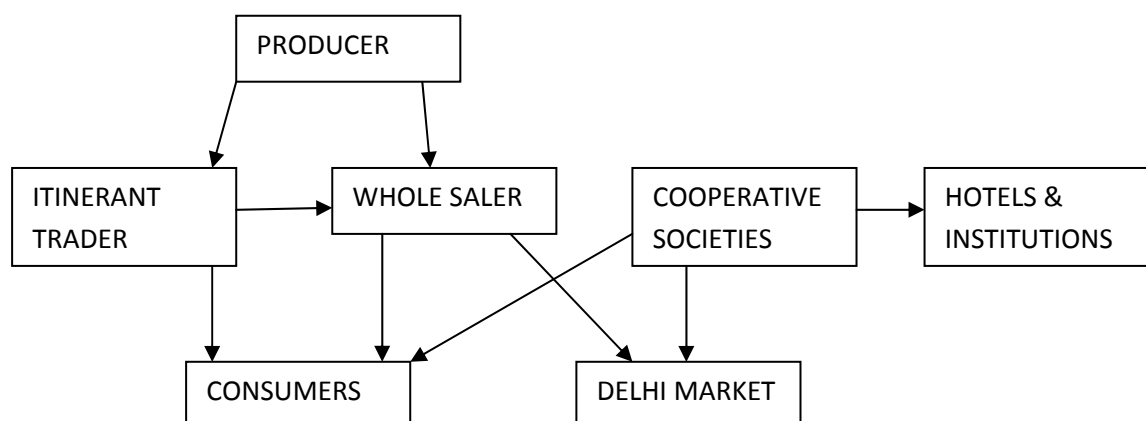 PRODUCER
ITINERANT
TRADER
WHOLE SALER
COOPERATIVE
SOCIETIES
HOTELS &
INSTITUTIONS
CONSUMERS
DELHI MARKET